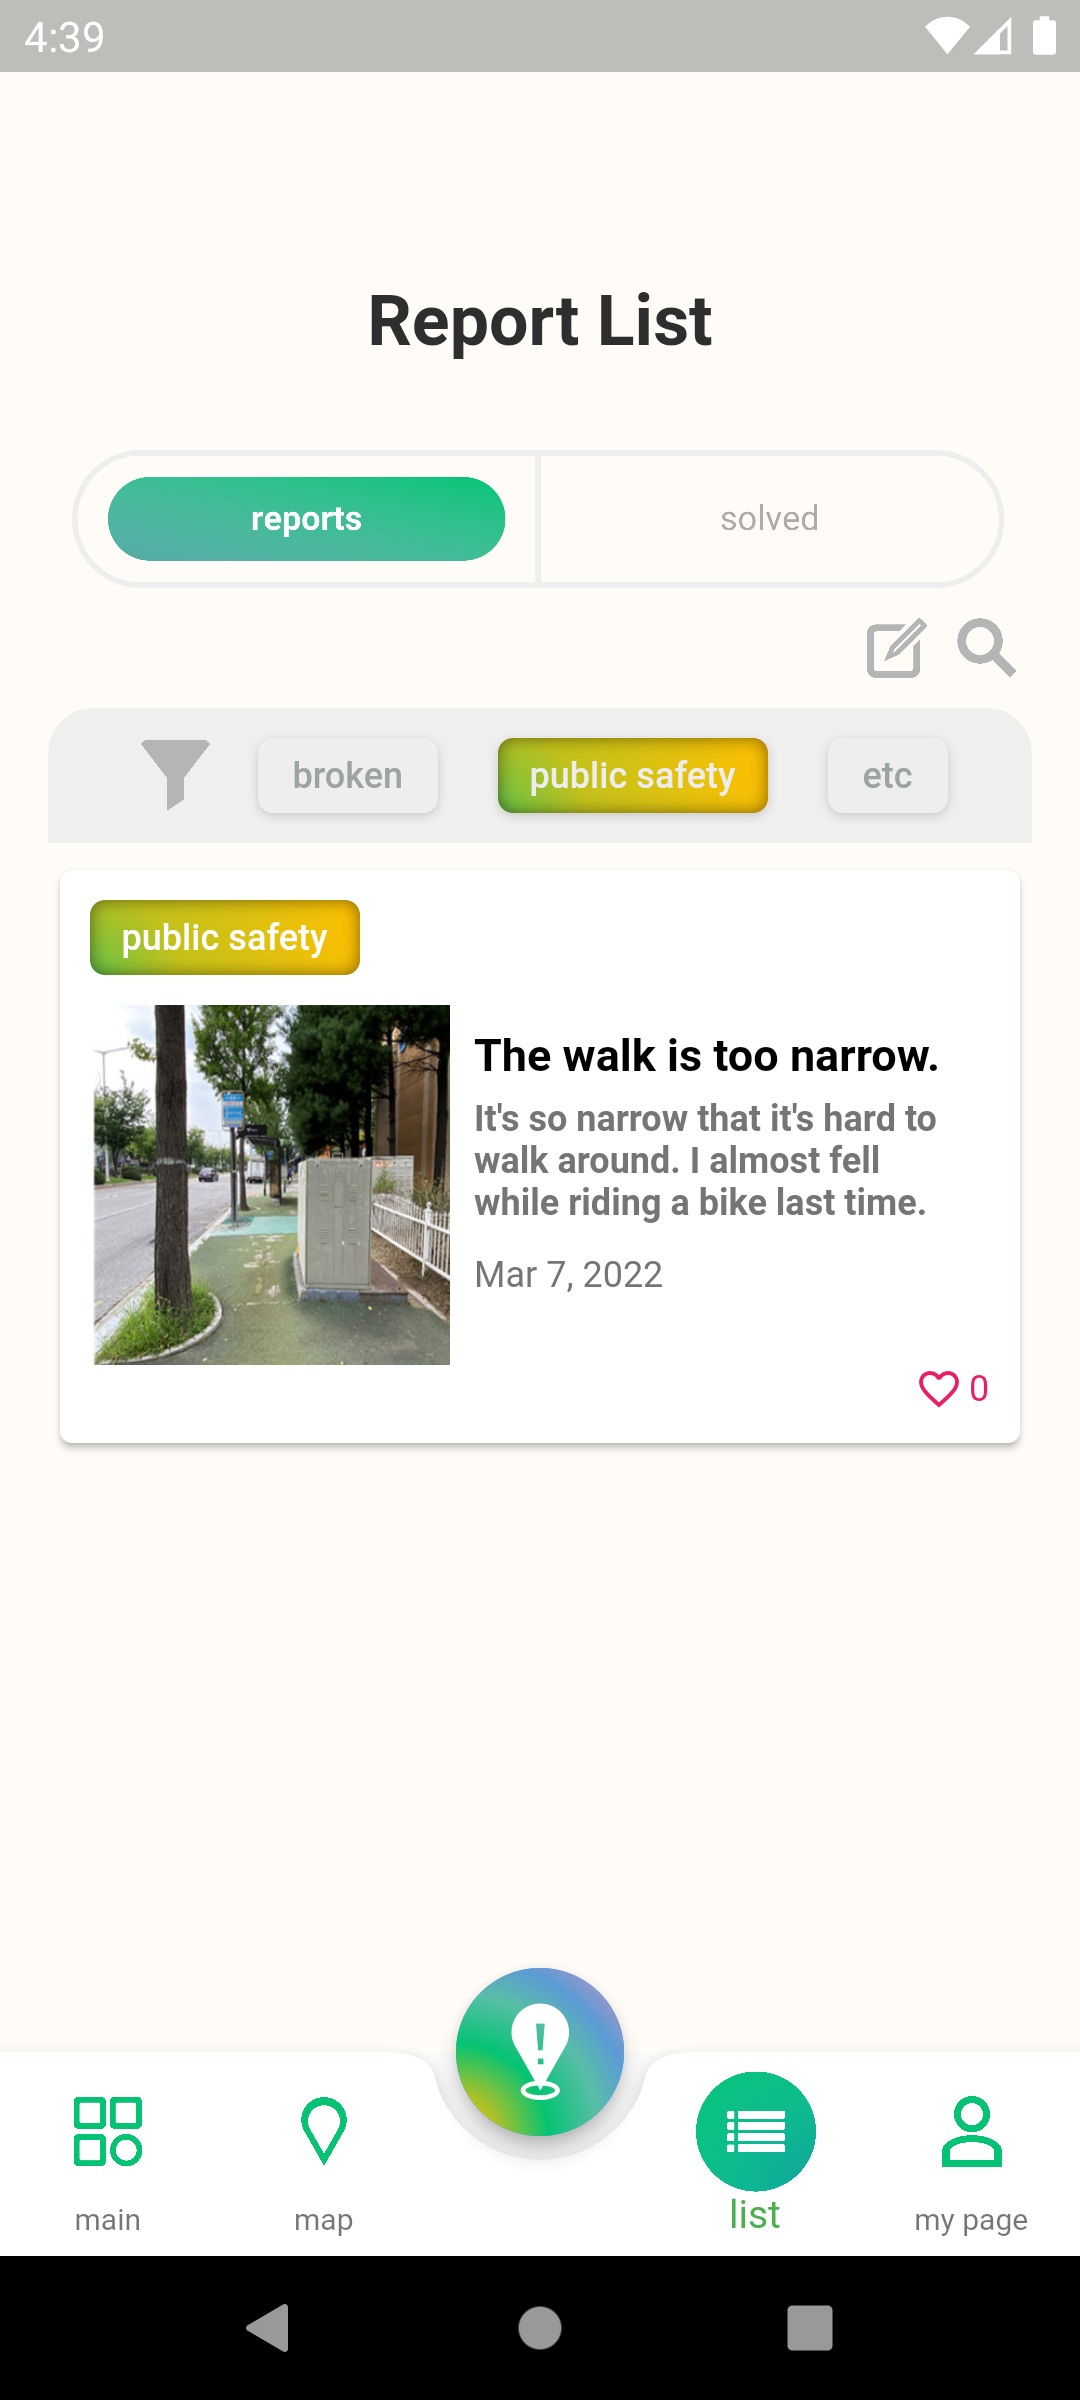 4:39
Report List
reports
solved
broken
public safety
etc
public safety
The walk is too narrow.
It's so narrow that it's hard to
walk around. I almost fell
while riding a bike last time.
Mar 7, 2022
0
main
map
list
my page